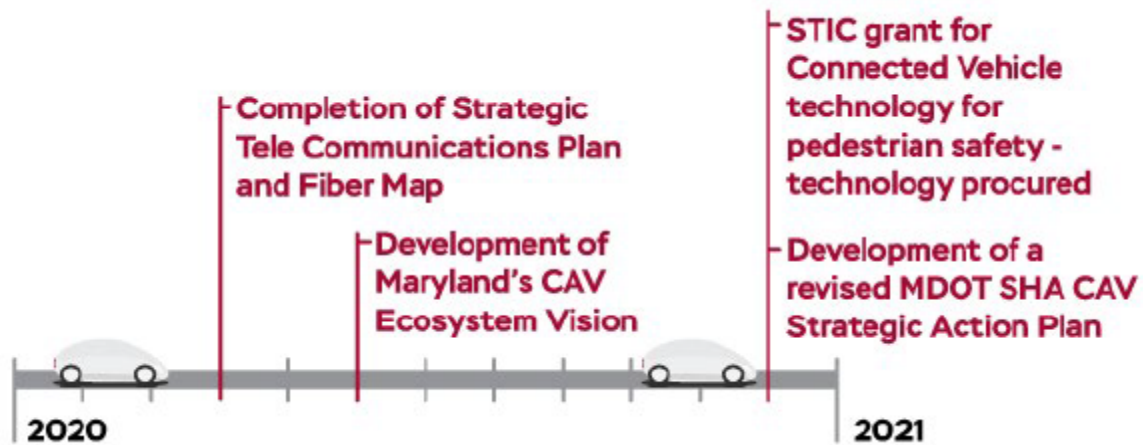 Completion of Strategic
Tele Communications Plan
and Fiber Map
Development of
Maryland's CAV
Ecosystem Vision
STIC grant for
Connected Vehicle
technology for
pedestrian safety -
technology procured
Development of a
revised MDOT SHA CAV
Strategic Action Plan
2020
2021